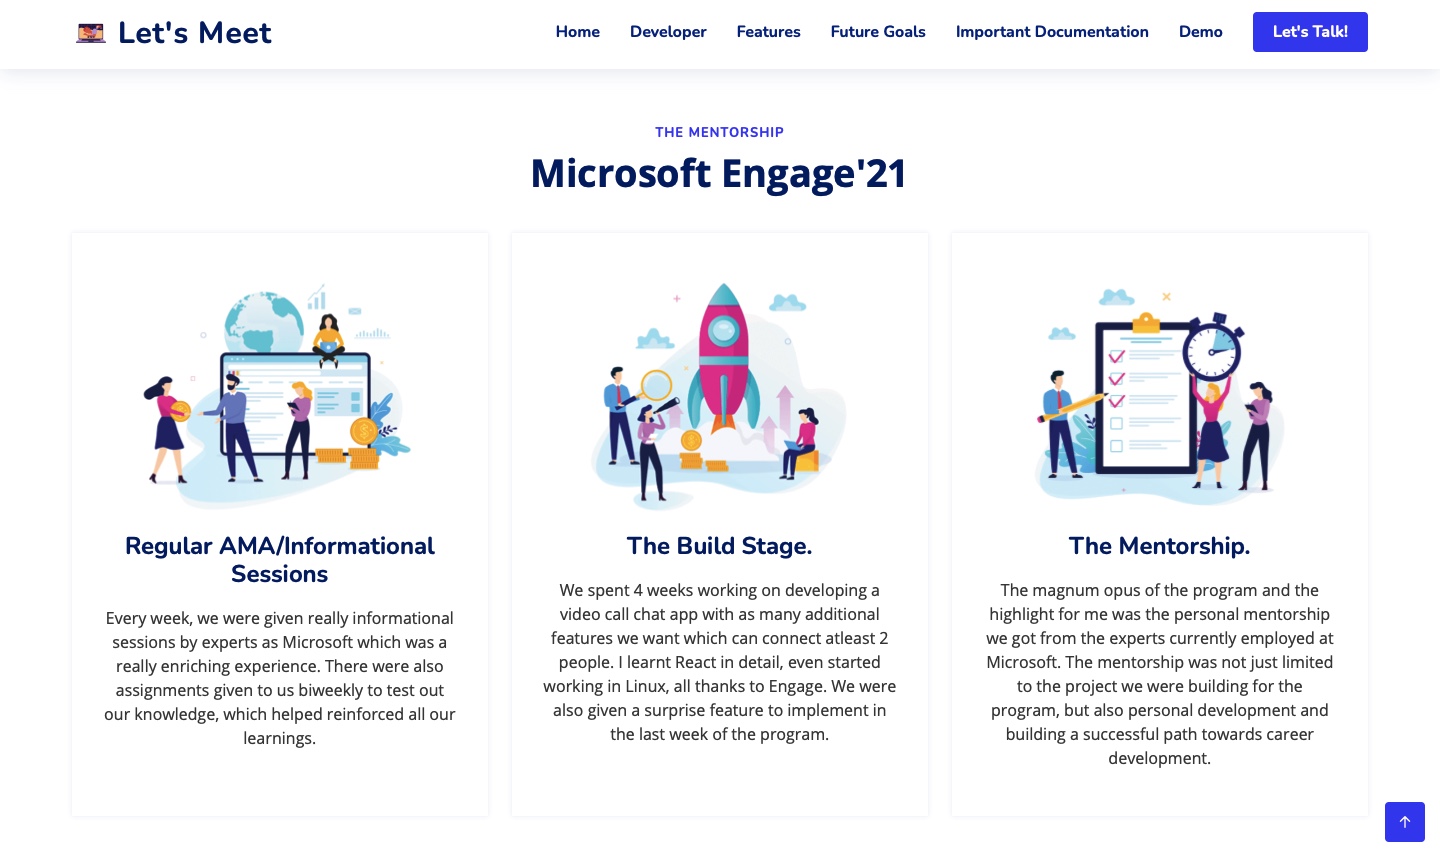 Let's Meet
Home Developer Features Future Goals Important Documentation Demo Let's Talk!
THE MENTORSHIP
Microsoft Engage'21
Regular AMA/Informational
Sessions
Every week, we were given really informational
sessions by experts as Microsoft which was a
really enriching experience. There were also
assignments given to us biweekly to test out
our knowledge, which helped reinforced all our
learnings.
The Build Stage.
We spent 4 weeks working on developing a
video call chat app with as many additional
features we want which can connect atleast 2
people. I learnt React in detail, even started
working in Linux, all thanks to Engage. We were
also given a surprise feature to implement in
the last week of the program.
The Mentorship.
The magnum opus of the program and the
highlight for me was the personal mentorship
we got from the experts currently employed at
Microsoft. The mentorship was not just limited
to the project we were building for the
program, but also personal development and
building a successful path towards career
development.